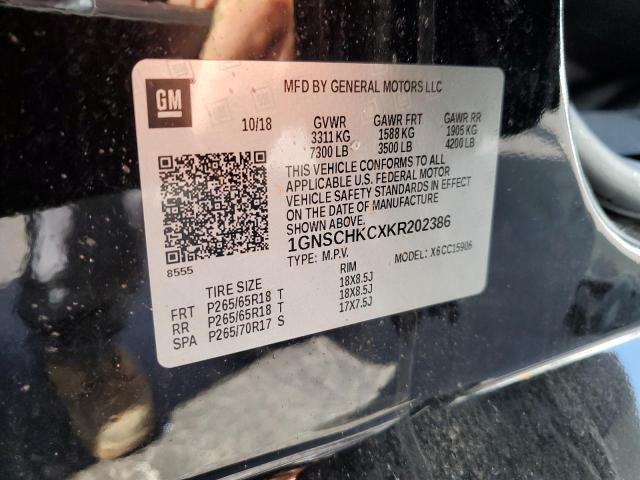 GM
MFD BY GENERAL MOTORS LLC
10/18 GVWR GAWR FRT GAWR RR
3311 KG 1588 KG 1905 KG
7300 LB 3500 LB 4200 LB
THIS VEHICLE CONFORMS TO ALL
APPLICABLE U.S. FEDERAL MOTOR
VEHICLE SAFETY STANDARDS IN EFFECT
ON THE DATE OF MANUFACTURE
SHOWN ABOVE.
1GNSCHKCXKR202386
TYPE: M.P.V. MODEL: X6CC15906
8555
TIRE SIZE RIM
FRT P265/65R18 T 18X8.5J
RR P265/65R18 T 18X8.5J
SPA P265/70R17 S 17X7.5J